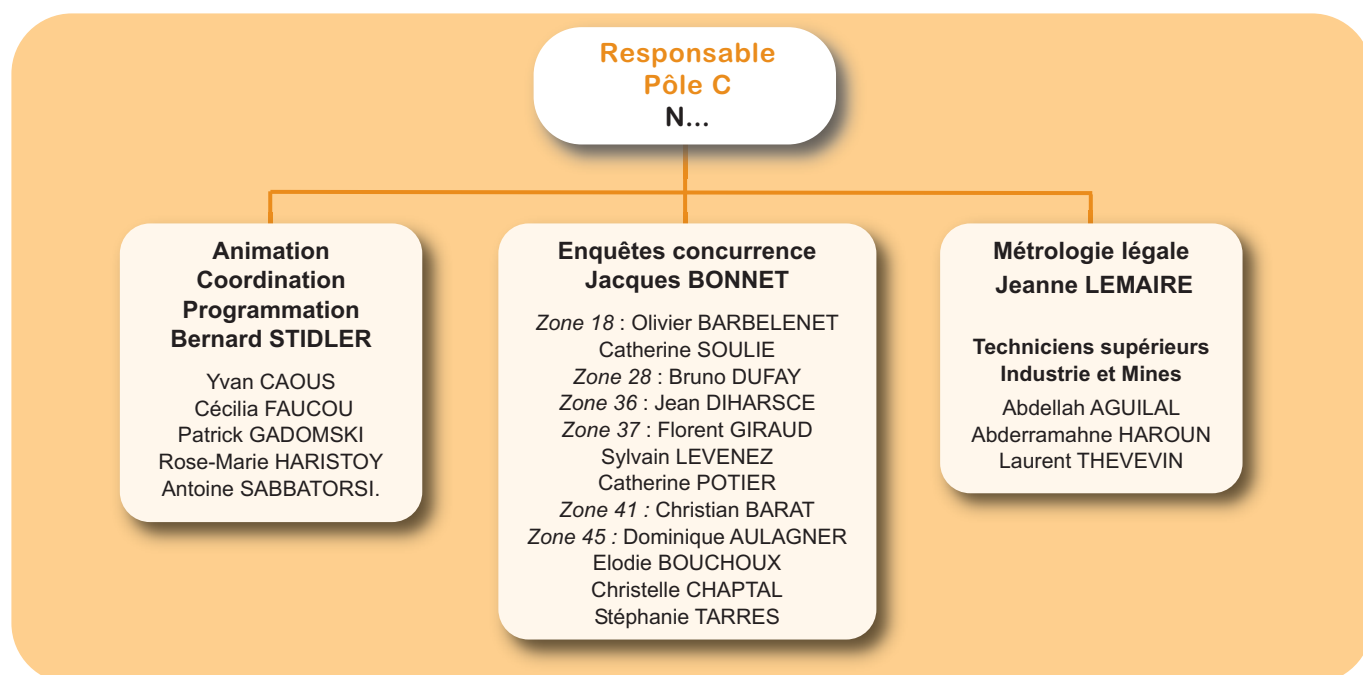 Responsable
Pôle C
N...
Animation
Coordination
Programmation
Bernard STIDLER
Yvan CAOUS
Cécilia FAUCOU
Patrick GADOMSKI
Rose-Marie HARISTOY
Antoine SABBATORSI.
Enquêtes concurrence
Jacques BONNET
Zone 18 : Olivier BARBELENET
Catherine SOULIE
Zone 28 : Bruno DUFAY
Zone 36 : Jean DIHARSCE
Zone 37 : Florent GIRAUD
Sylvain LEVENEZ
Catherine POTIER
Zone 41 : Christian BARAT
Zone 45 : Dominique AULAGNER
Elodie BOUCHOUX
Christelle CHAPTAL
Stéphanie TARRES
Métrologie légale
Jeanne LEMAIRE
Techniciens supérieurs
Industrie et Mines
Abdellah AGUILAL
Abderramahne HAROUN
Laurent THEVEVIN